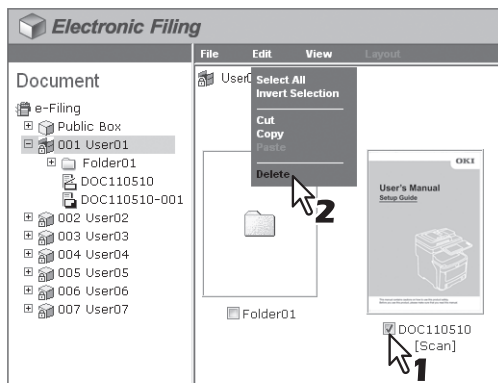 Electronic Filing
File Edit View Layout
Document
e-Filing
Public Box
001 User01
Folder01
DOC110510
DOC110510-001
002 User02
003 User03
004 User04
005 User05
006 User06
007 User07
Select All
Invert Selection
Cut
Copy
Paste
Delete
2
Folder01
OKI
User's Manual
Setup Guide
DOC110510
[Scan]
1